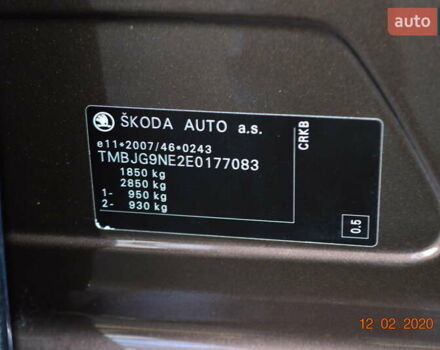 auto
ŠKODA AUTO a.s.
CRKB
e11*2007/46*0243
TMBJG9NE2E0177083
1850 kg
2850 kg
1- 950 kg
2- 930 kg
0.5
12 02 2020